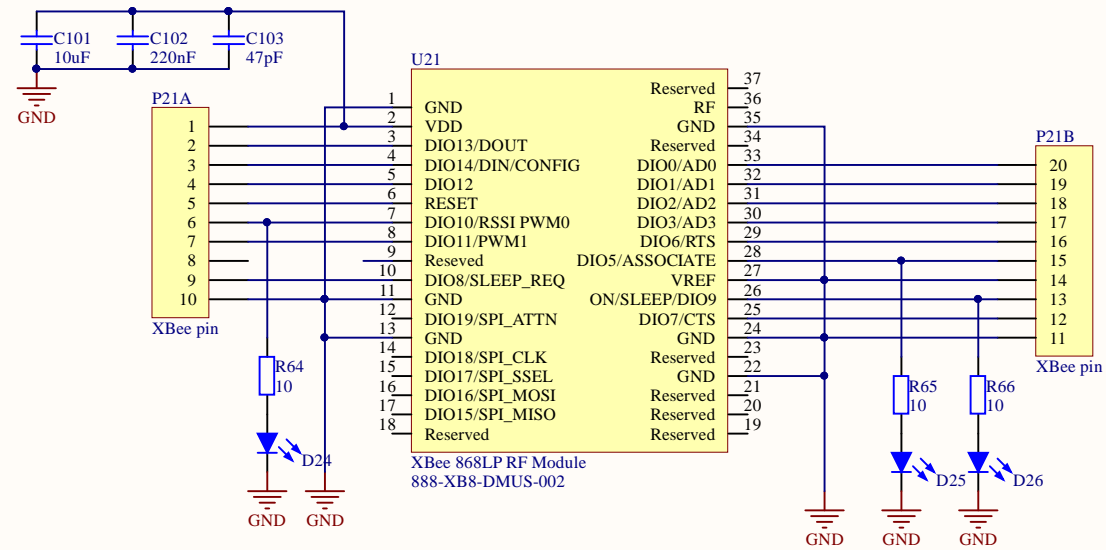 C101
10uF
C102
220nF
C103
47pF
GND
P21A
1
2
3
4
5
6
7
8
9
10
XBee pin
R64
10
D24
GND
GND
U21
1 GND
2 VDD
3 DIO13/DOUT
4 DIO14/DIN/CONFIG
5 DIO12
6 RESET
7 DIO10/RSSI PWM0
8 DIO11/PWM1
9 Reseved
10 DIO8/SLEEP_REQ
11 GND
12 DIO19/SPI_ATTN
13 GND
14 DIO18/SPI_CLK
15 DIO17/SPI_SSEL
16 DIO16/SPI_MOSI
17 DIO15/SPI_MISO
18 Reserved
Reserved 37
RF 36
GND 35
Reserved 34
DIO0/AD0 33
DIO1/AD1 32
DIO2/AD2 31
DIO3/AD3 30
DIO6/RTS 29
DIO5/ASSOCIATE 28
VREF 27
ON/SLEEP/DIO9 26
DIO7/CTS 25
GND 24
Reserved 23
GND 22
Reserved 21
Reserved 20
Reserved 19
XBee 868LP RF Module
888-XB8-DMUS-002
P21B
20
19
18
17
16
15
14
13
12
11
XBee pin
R65
10
R66
10
D25
D26
GND
GND
GND